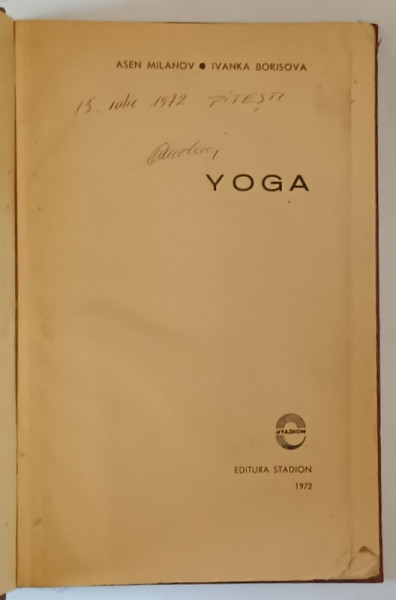 ASEN MILANOV ● IVANKA BORISOVA
15. iulie 1972 PITEȘTI
YOGA
STADION
EDITURA STADION
1972